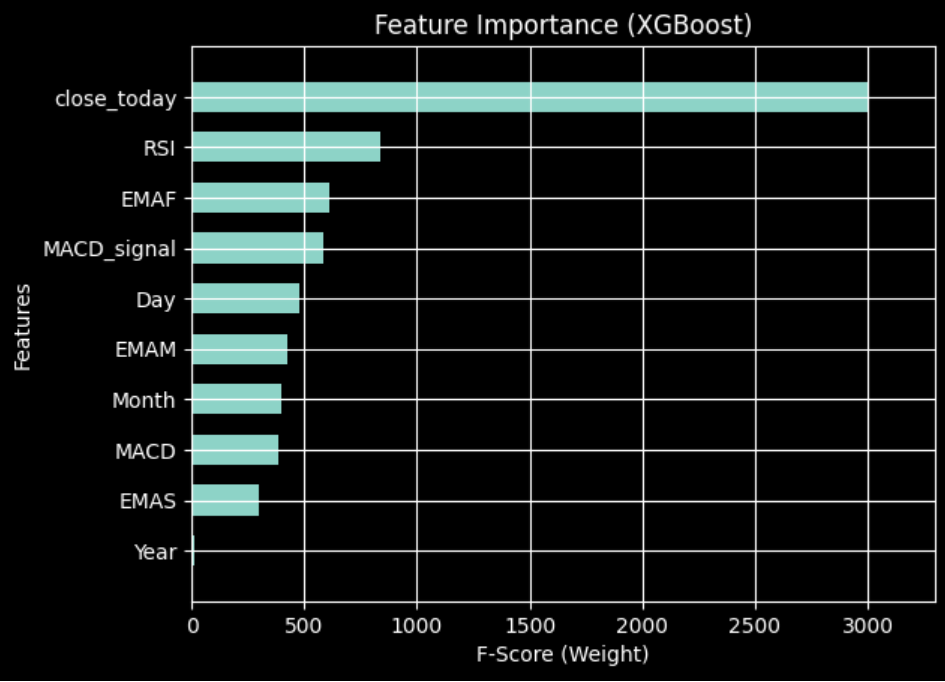 Feature Importance (XGBoost)
close_today
RSI
EMAF
MACD_signal
Day
EMAM
Month
MACD
EMAS
Year
Features
0 500 1000 1500 2000 2500 3000
F-Score (Weight)